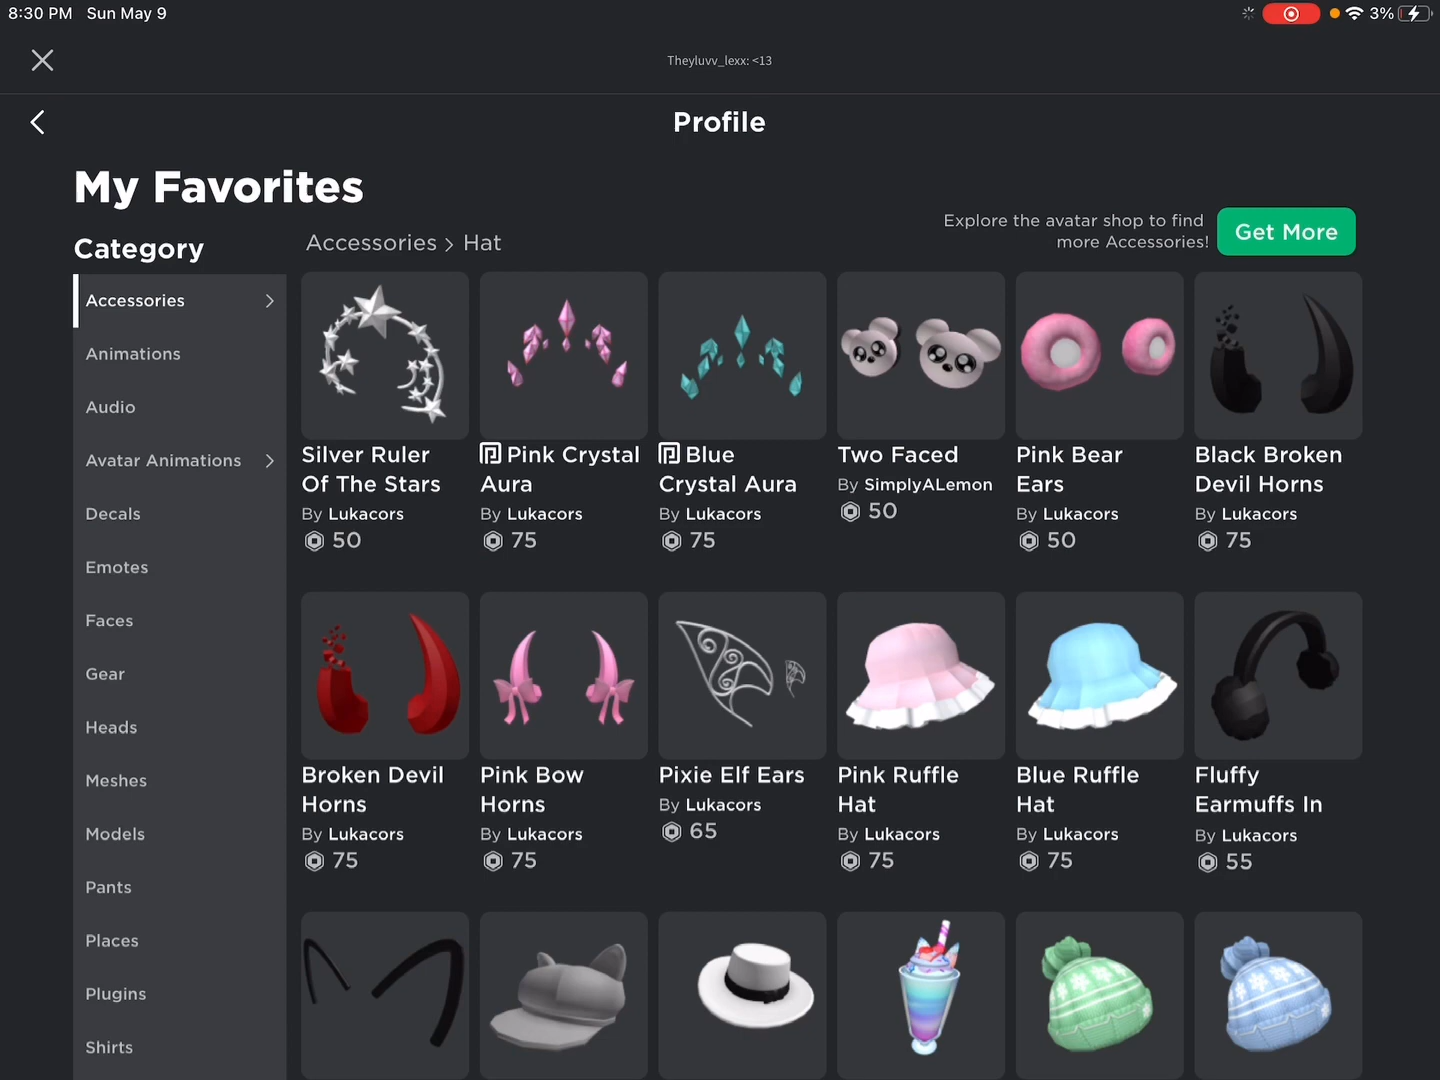 8:30 PM Sun May 9
3%
Theyluvv_lexx: <13
Profile
My Favorites
Explore the avatar shop to find
more Accessories!
Get More
Category
Accessories > Hat
Accessories
Animations
Audio
Avatar Animations
Decals
Emotes
Faces
Gear
Heads
Meshes
Models
Pants
Places
Plugins
Shirts
Silver Ruler
Of The Stars
By Lukacors
50
Pink Crystal
Aura
By Lukacors
75
Blue
Crystal Aura
By Lukacors
75
Two Faced
By SimplyALemon
50
Pink Bear
Ears
By Lukacors
50
Black Broken
Devil Horns
By Lukacors
75
Broken Devil
Horns
By Lukacors
75
Pink Bow
Horns
By Lukacors
75
Pixie Elf Ears
By Lukacors
65
Pink Ruffle
Hat
By Lukacors
75
Blue Ruffle
Hat
By Lukacors
75
Fluffy
Earmuffs In
By Lukacors
55